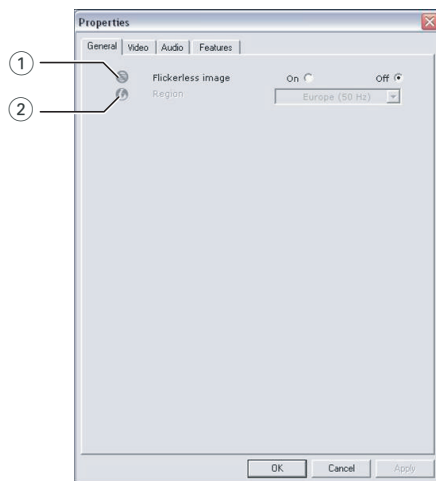 Properties
General Video Audio Features
1 Flickerless image On Off
2 Region Europe (50 Hz)
OK Cancel Apply